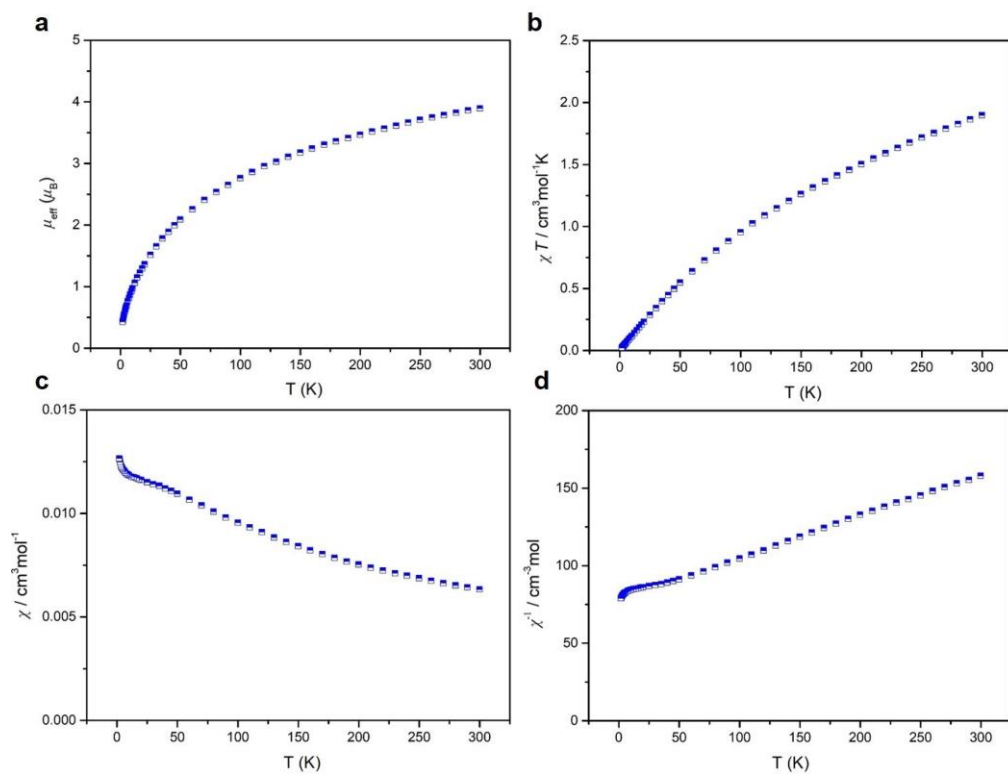 a
5
4
3
2
1
0
μeff (μB)
0 50 100 150 200 250 300
T (K)
b
2.5
2.0
1.5
1.0
0.5
0.0
χ T / cm³mol⁻¹K
0 50 100 150 200 250 300
T (K)
c
0.015
0.010
0.005
0.000
χ / cm³mol⁻¹
0 50 100 150 200 250 300
T (K)
d
200
150
100
50
0
χ⁻¹ / cm⁻³mol
0 50 100 150 200 250 300
T (K)